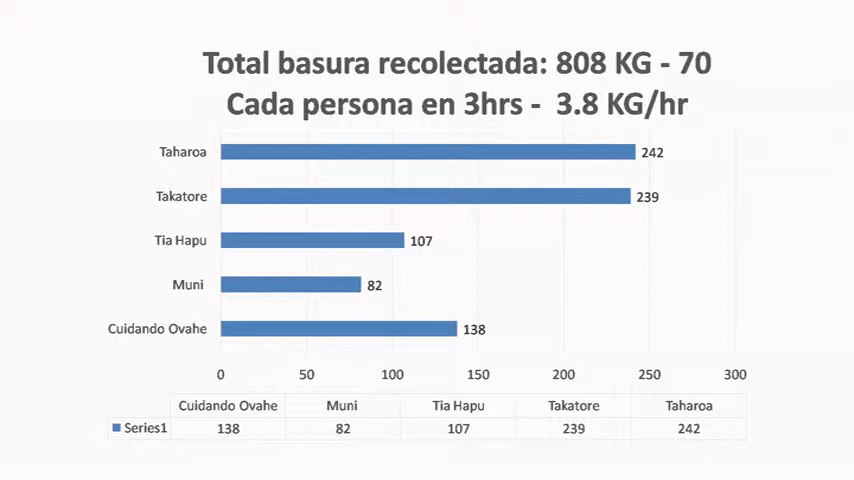 Total basura recolectada: 808 KG - 70
Cada persona en 3hrs - 3.8 KG/hr
Taharoa 242
Takatore 239
Tia Hapu 107
Muni 82
Cuidando Ovahe 138
0 50 100 150 200 250 300
Cuidando Ovahe Muni Tia Hapu Takatore Taharoa
Series1 138 82 107 239 242